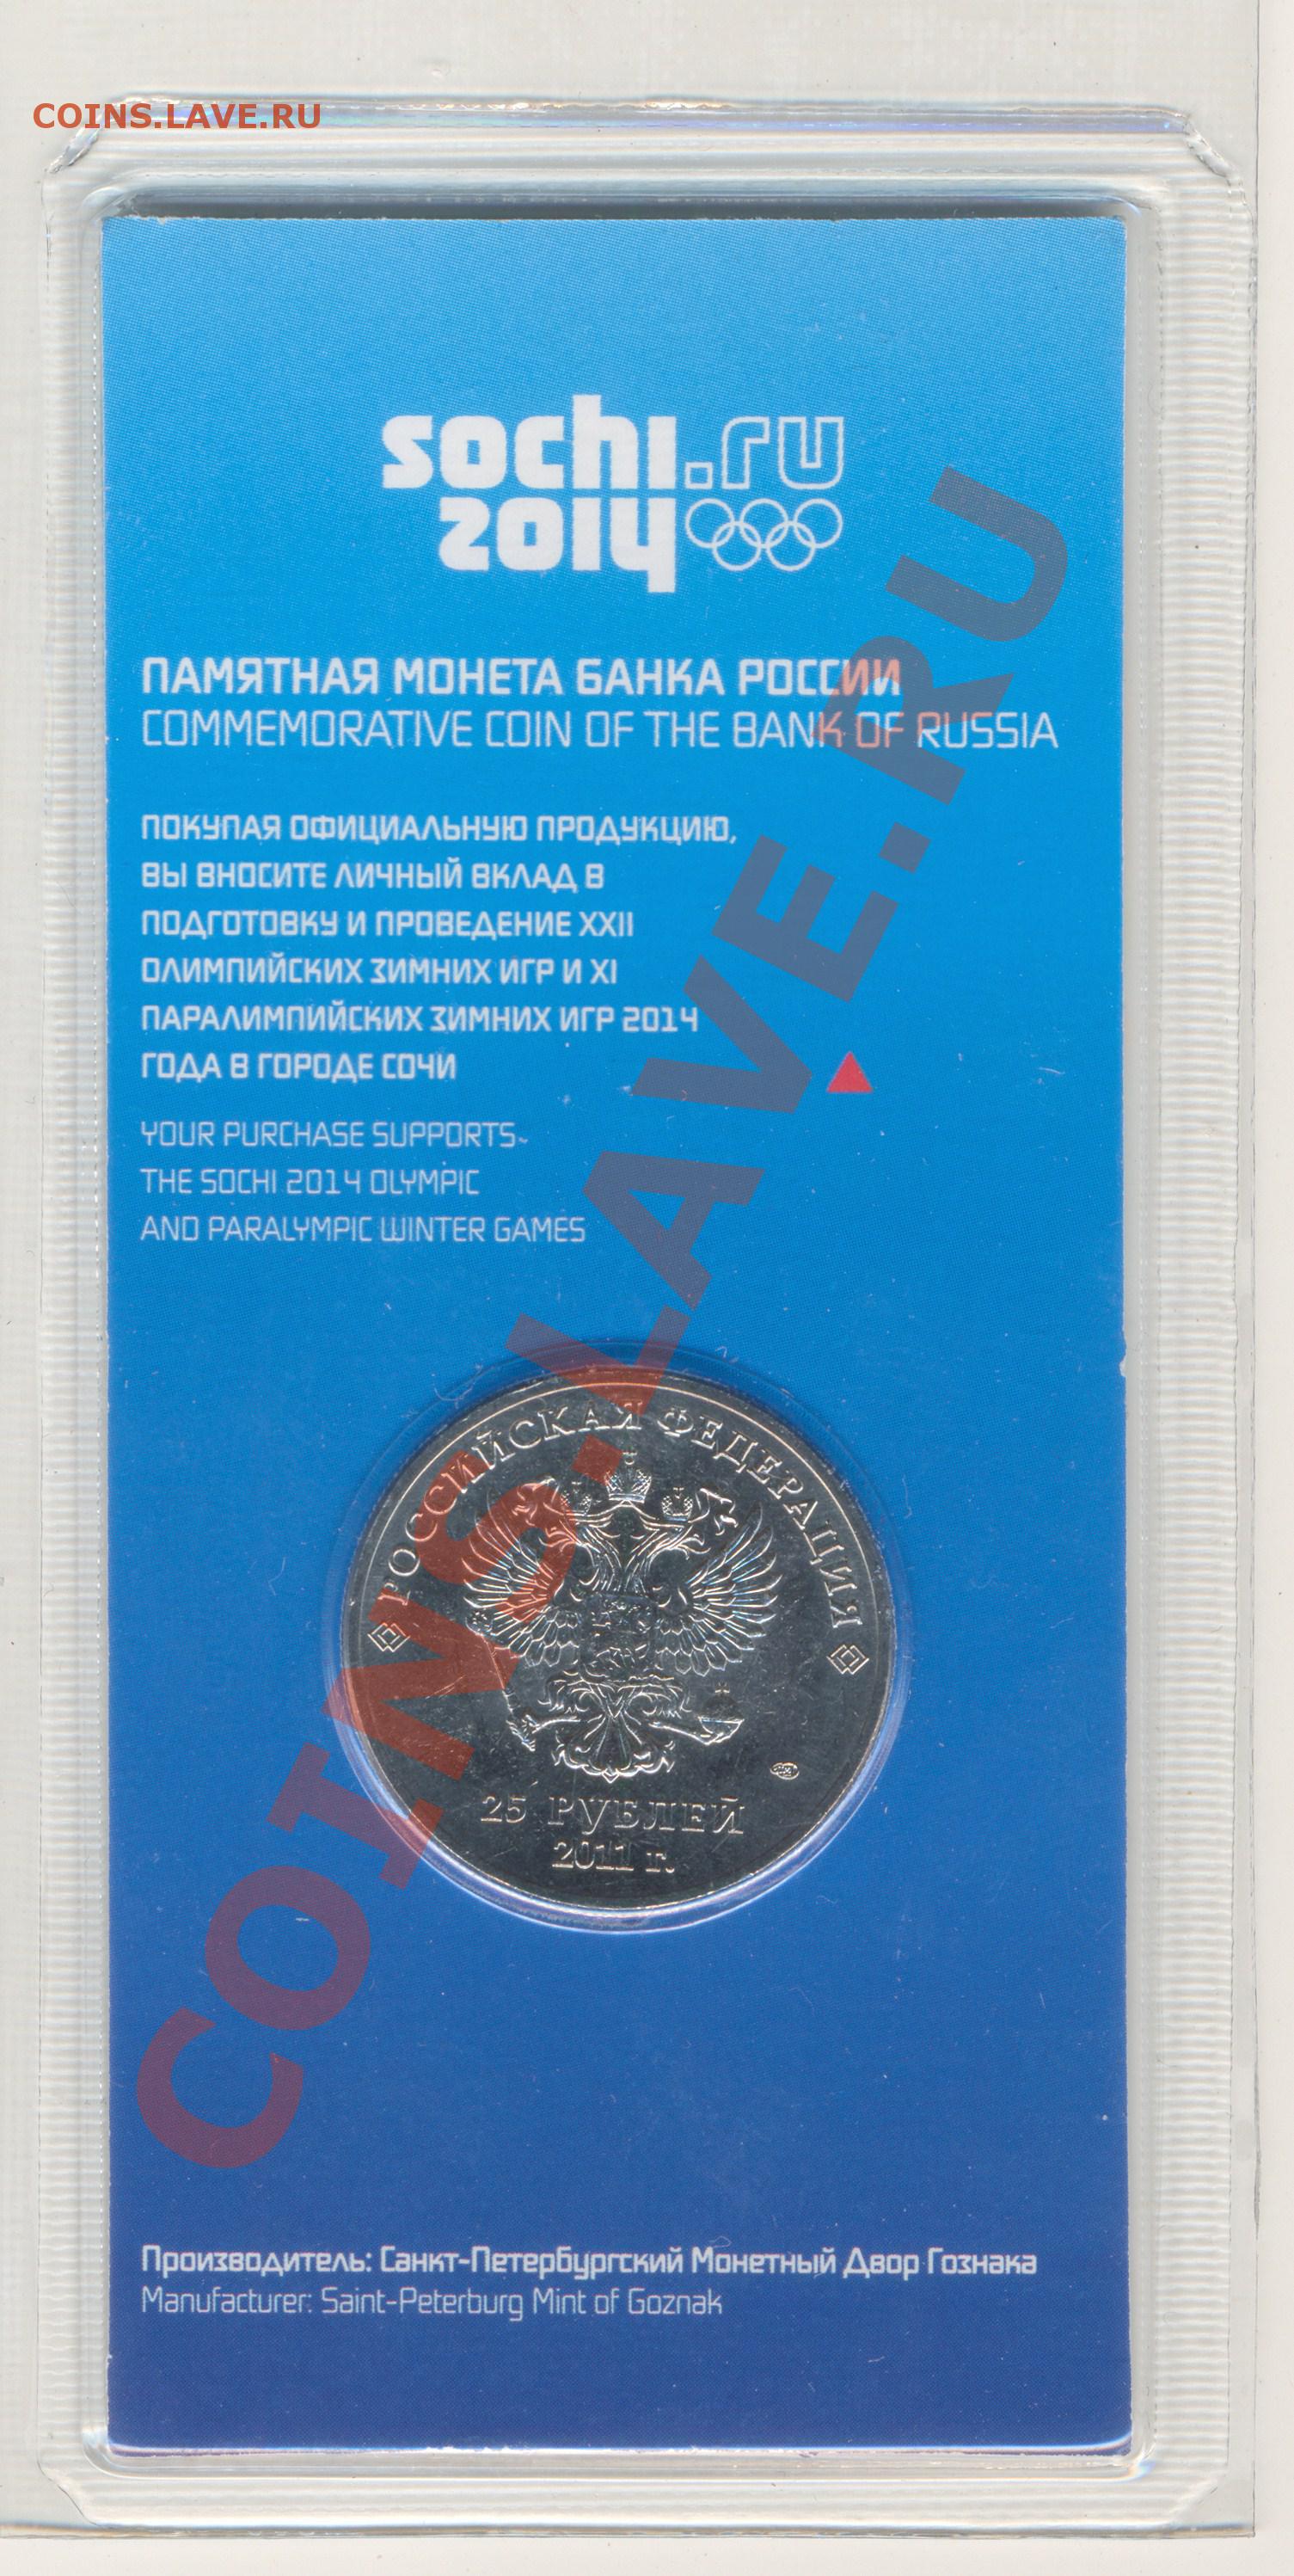 COINS.LAVE.RU
sochi.ru
2014
ПАМЯТНАЯ МОНЕТА БАНКА РОССИИ
COMMEMORATIVE COIN OF THE BANK OF RUSSIA
ПОКУПАЯ ОФИЦИАЛЬНУЮ ПРОДУКЦИЮ,
ВЫ ВНОСИТЕ ЛИЧНЫЙ ВКЛАД В
ПОДГОТОВКУ И ПРОВЕДЕНИЕ XXII
ОЛИМПИЙСКИХ ЗИМНИХ ИГР И XI
ПАРАЛИМПИЙСКИХ ЗИМНИХ ИГР 2014
ГОДА В ГОРОДЕ СОЧИ
YOUR PURCHASE SUPPORTS
THE SOCHI 2014 OLYMPIC
AND PARALYMPIC WINTER GAMES
COINS.LAVE.RU
РОССИЙСКАЯ ФЕДЕРАЦИЯ
25 РУБЛЕЙ
2011 г.
Производитель: Санкт-Петербургский Монетный Двор Гознака
Manufacturer: Saint-Peterburg Mint of Goznak